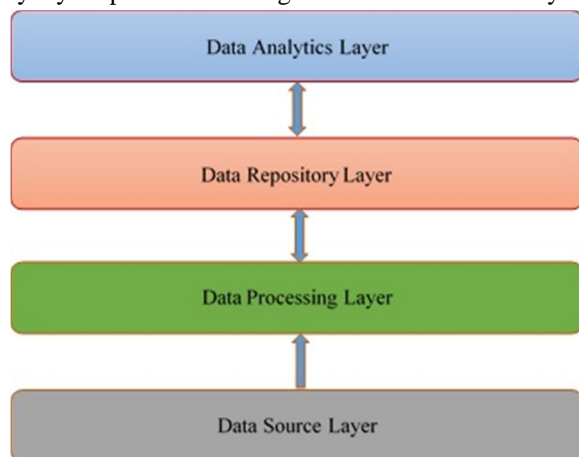 Data Analytics Layer
Data Repository Layer
Data Processing Layer
Data Source Layer